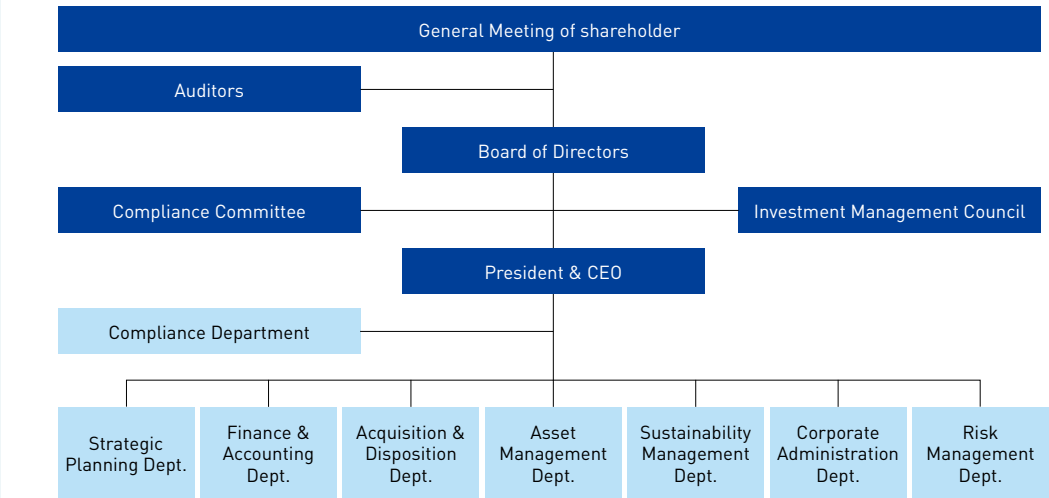 General Meeting of shareholder
Auditors
Board of Directors
Compliance Committee
Investment Management Council
President & CEO
Compliance Department
Strategic
Planning Dept.
Finance &
Accounting
Dept.
Acquisition &
Disposition
Dept.
Asset
Management
Dept.
Sustainability
Management
Dept.
Corporate
Administration
Dept.
Risk
Management
Dept.